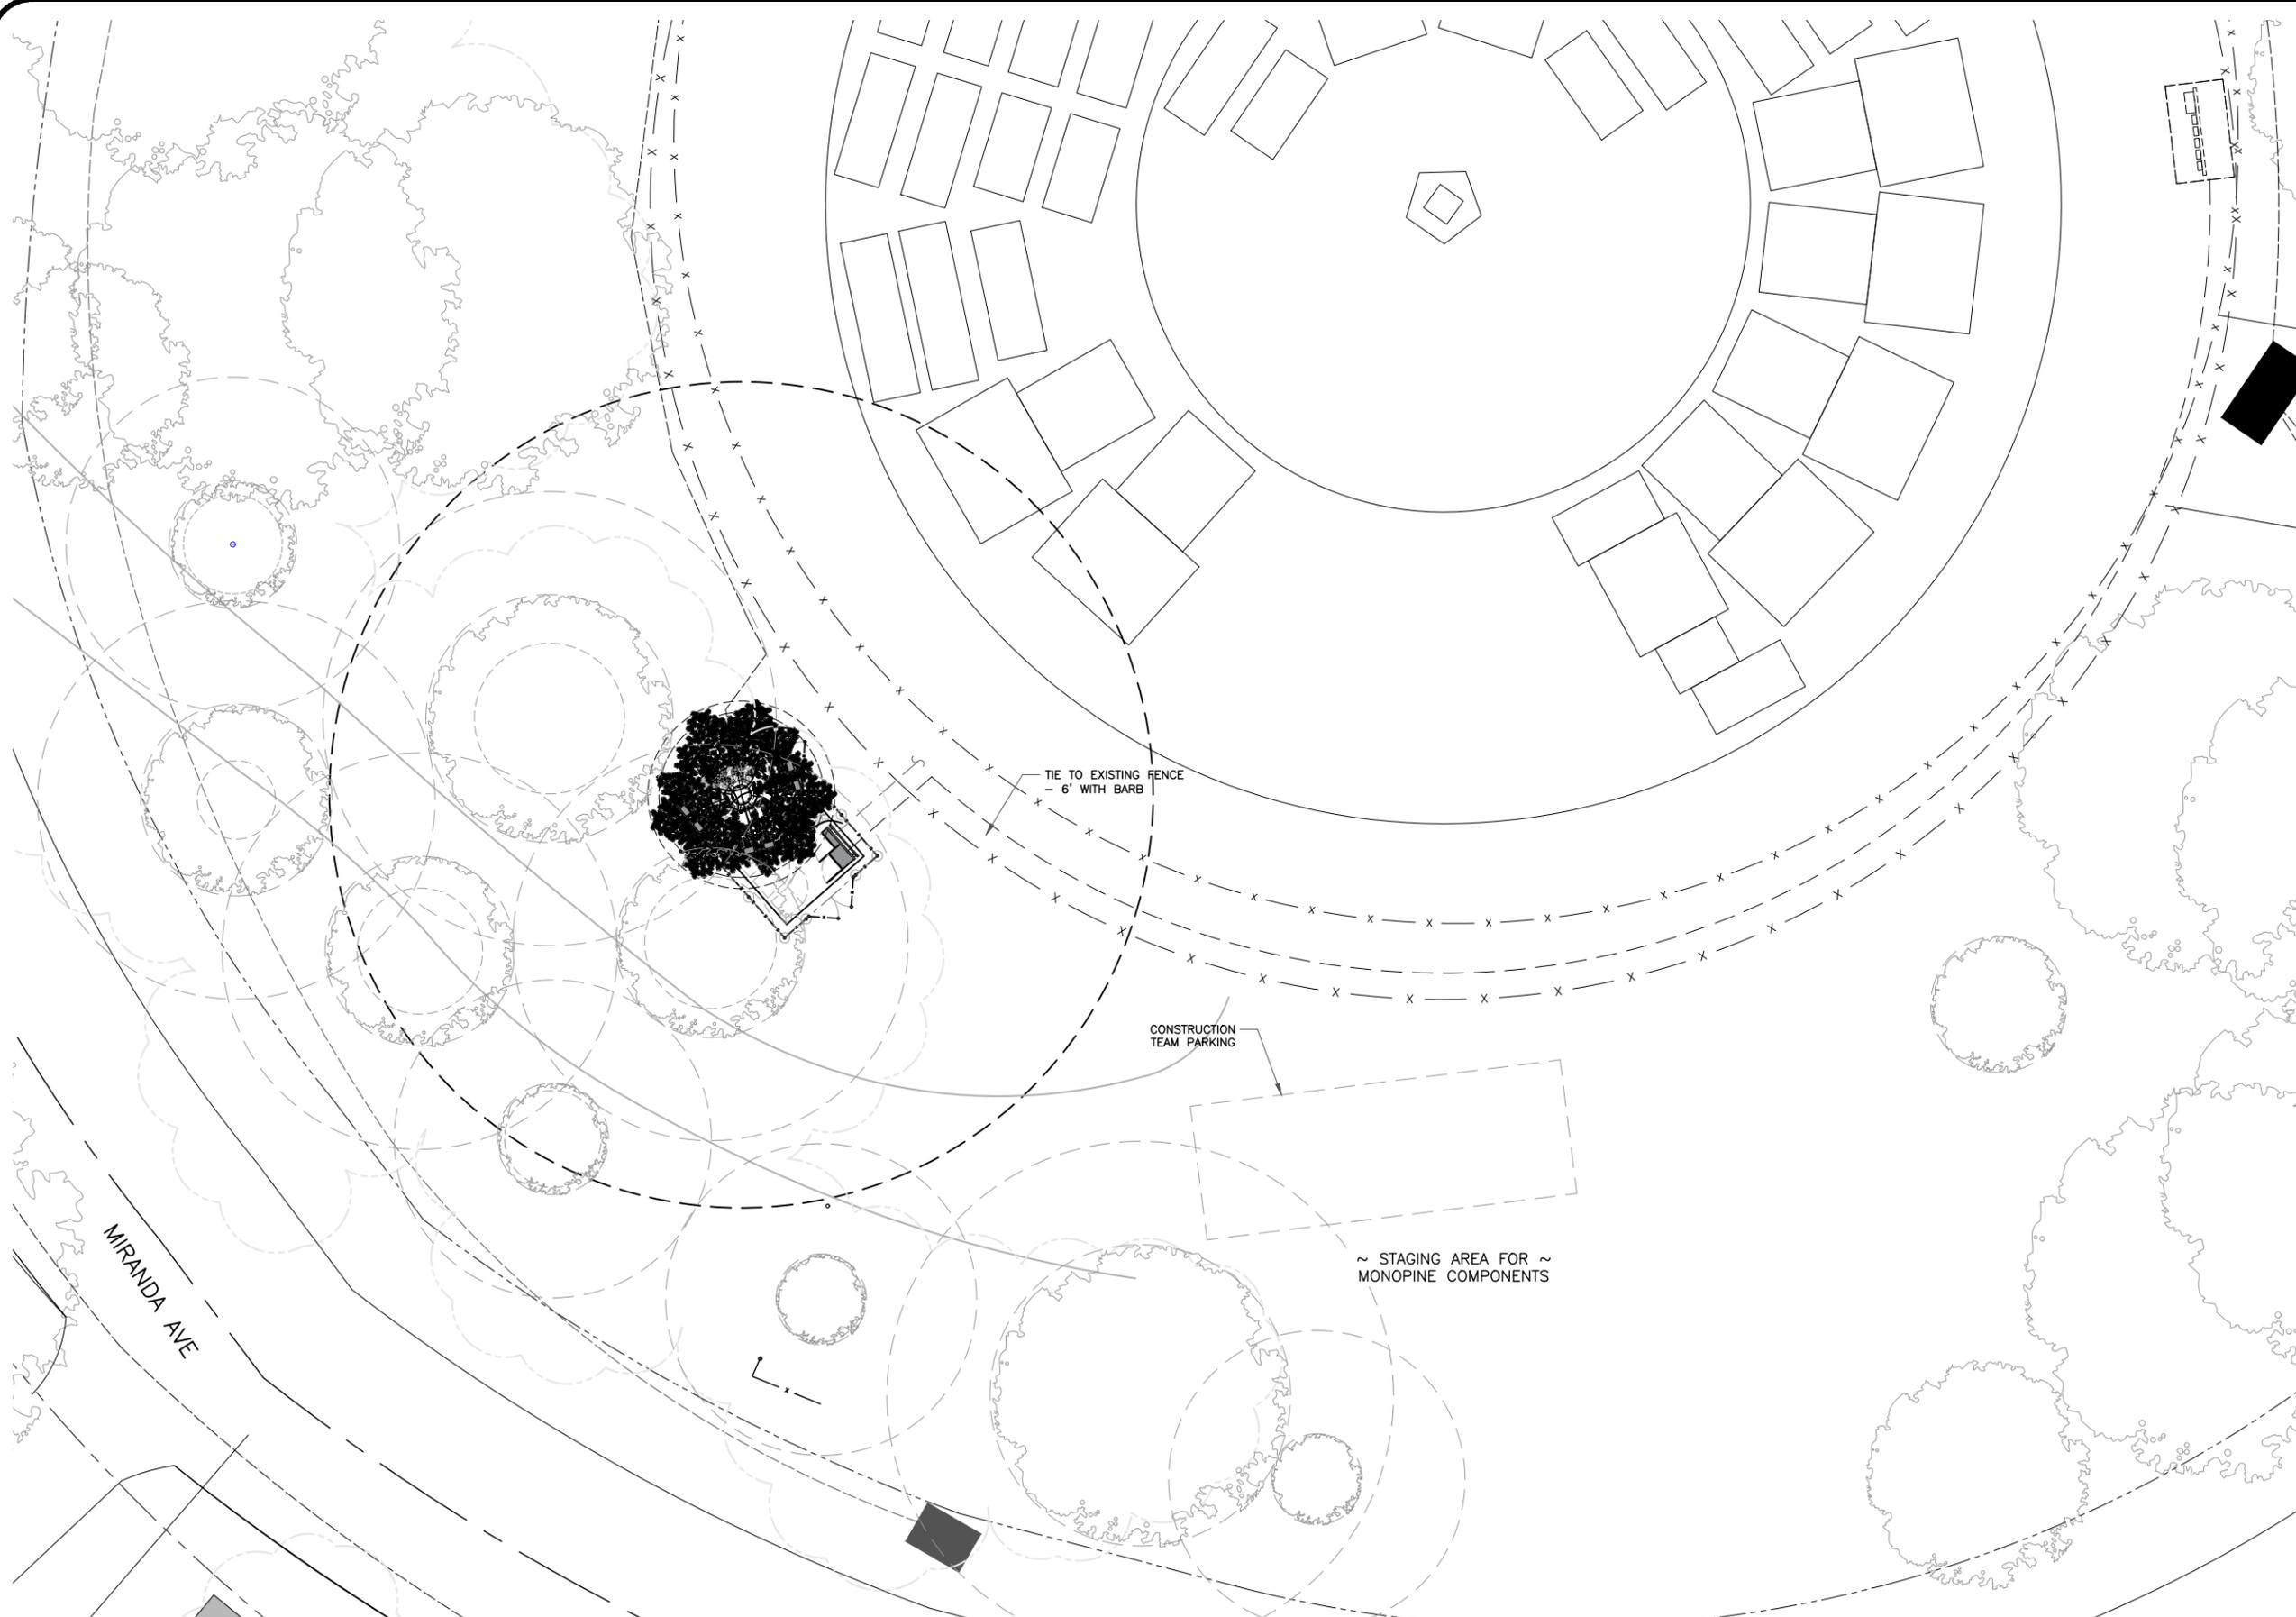 TIE TO EXISTING FENCE
- 6' WITH BARB
CONSTRUCTION
TEAM PARKING
~ STAGING AREA FOR ~
MONOPINE COMPONENTS
MIRANDA AVE